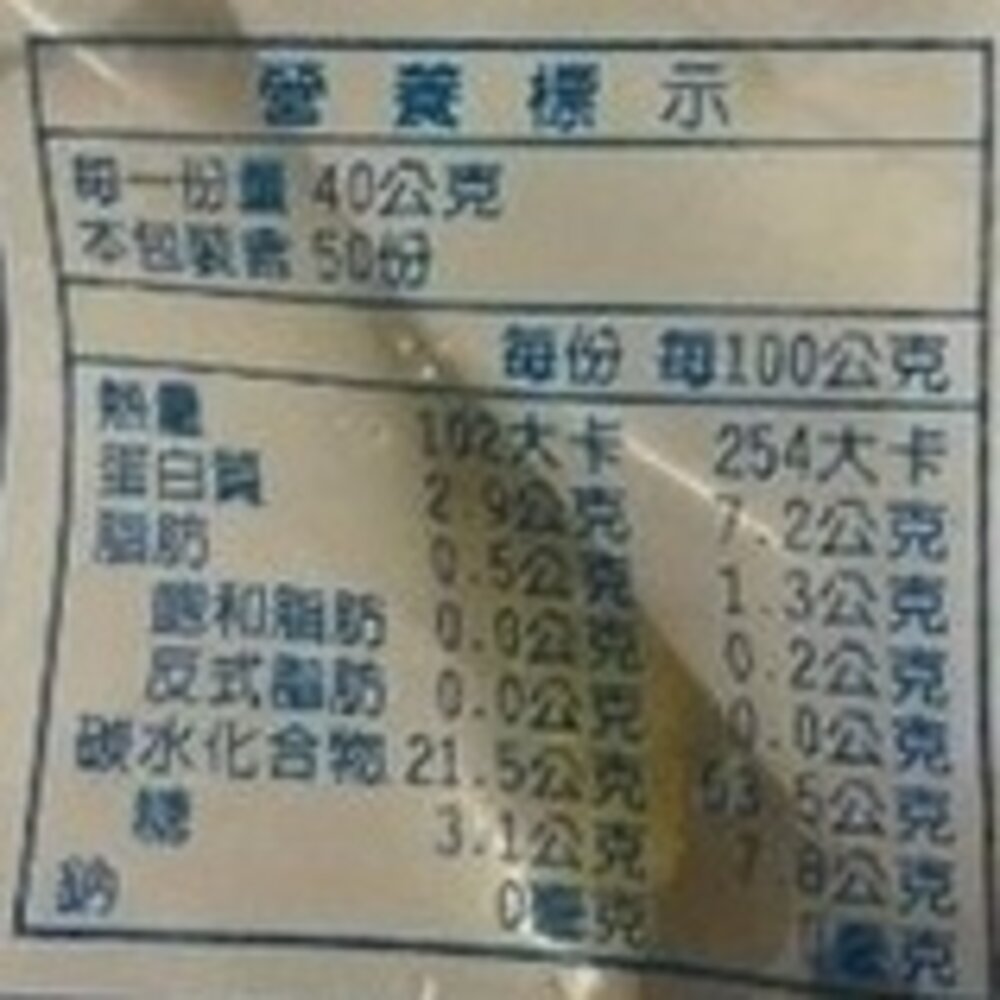 營養標示
每一份量 40公克
本包裝含 50份
每份 每100公克
熱量 102大卡 254大卡
蛋白質 2.9公克 7.2公克
脂肪 0.5公克 1.3公克
飽和脂肪 0.0公克 0.2公克
反式脂肪 0.0公克 0.0公克
碳水化合物 21.5公克 53.5公克
糖 3.1公克 7.8公克
鈉 0毫克 毫克